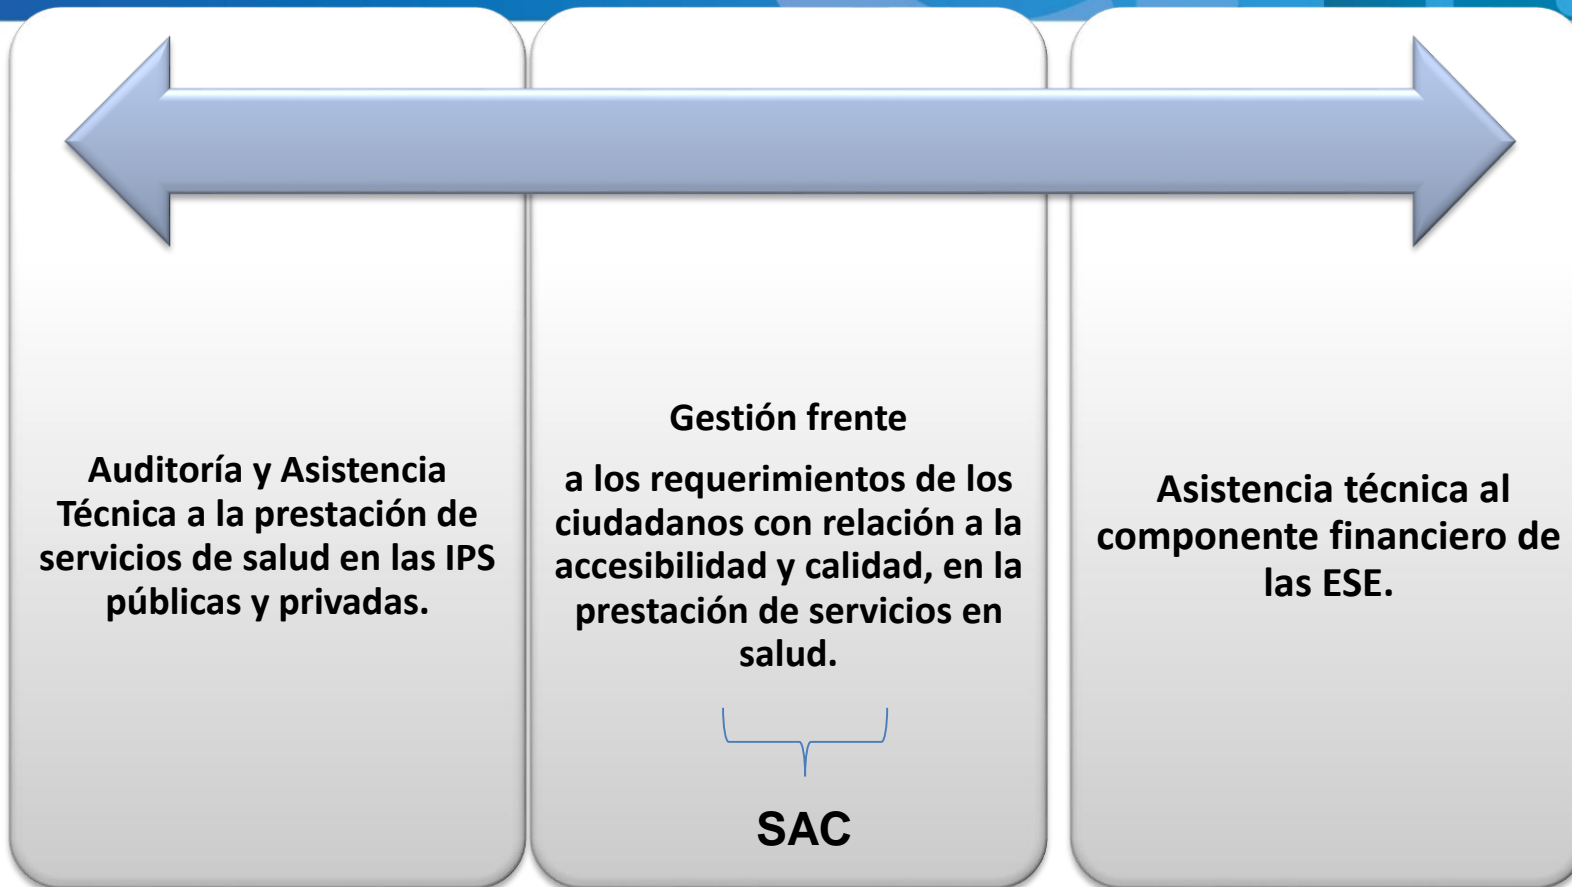 Auditoría y Asistencia
Técnica a la prestación de
servicios de salud en las IPS
públicas y privadas.
Gestión frente
a los requerimientos de los
ciudadanos con relación a la
accesibilidad y calidad, en la
prestación de servicios en
salud.
SAC
Asistencia técnica al
componente financiero de
las ESE.